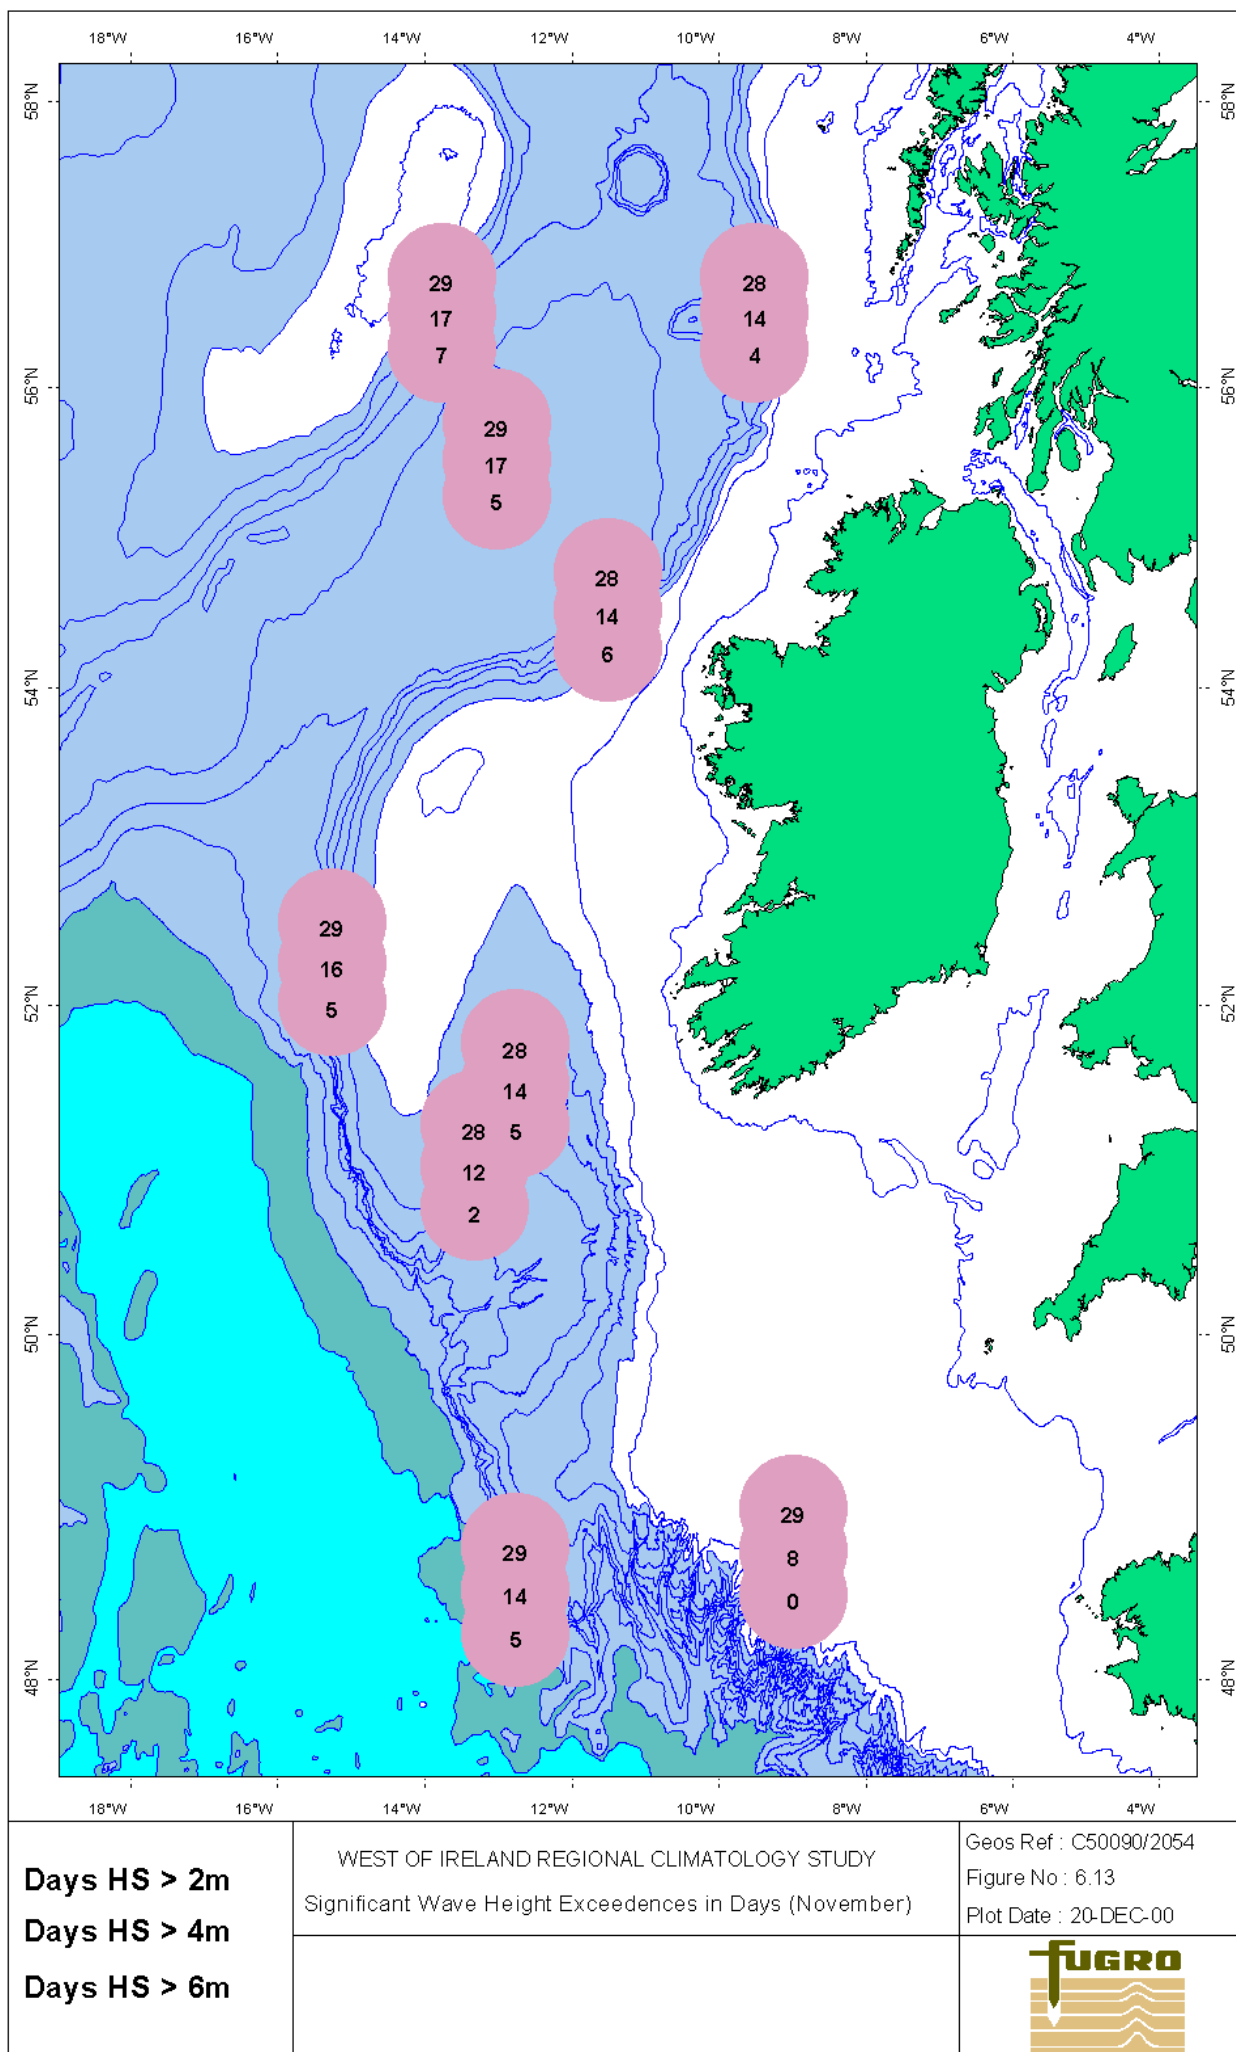 18°W 16°W 14°W 12°W 10°W 8°W 6°W 4°W
58°N 58°N
29 28
17 14
7 4
56°N 56°N
29
17
5
28
14
6
54°N 54°N
29
16
5
52°N 52°N
28
14
28 5
12
2
50°N 50°N
29
8
0
29
14
5
48°N 48°N
18°W 16°W 14°W 12°W 10°W 8°W 6°W 4°W
Days HS > 2m
Days HS > 4m
Days HS > 6m
WEST OF IRELAND REGIONAL CLIMATOLOGY STUDY
Significant Wave Height Exceedences in Days (November)
Geos Ref : C50090/2054
Figure No : 6.13
Plot Date : 20-DEC-00
FUGRO